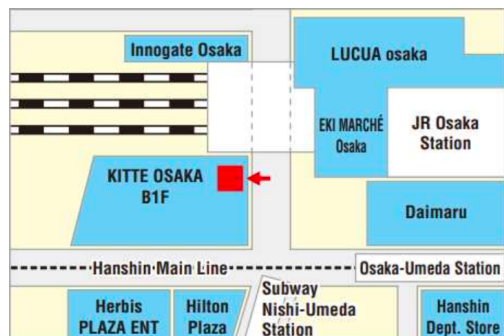 Innogate Osaka
LUCUA osaka
EKI MARCHÉ
Osaka
JR Osaka
Station
KITTE OSAKA
B1F
Daimaru
Hanshin Main Line
Osaka-Umeda Station
Subway
Nishi-Umeda
Station
Herbis
PLAZA ENT
Hilton
Plaza
Hanshin
Dept. Store